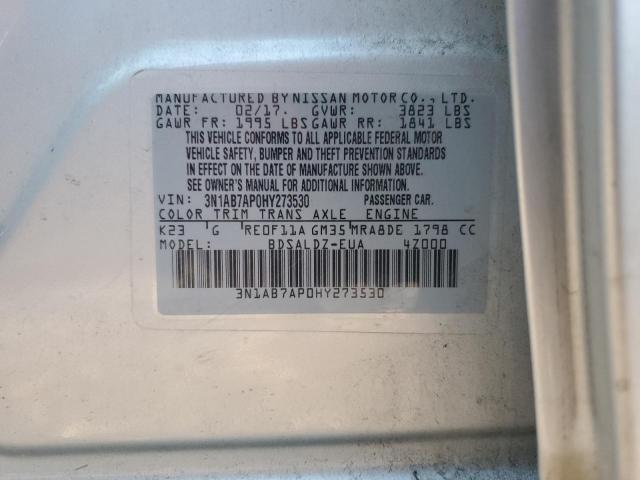 MANUFACTURED BY NISSAN MOTOR CO., LTD.
DATE: 02/17. GVWR: 3823 LBS
GAWR FR: 1995 LBS GAWR RR: 1841 LBS
THIS VEHICLE CONFORMS TO ALL APPLICABLE FEDERAL MOTOR
VEHICLE SAFETY, BUMPER AND THEFT PREVENTION STANDARDS
IN EFFECT ON THE DATE OF MANUFACTURE SHOWN ABOVE.
SEE OWNER'S MANUAL FOR ADDITIONAL INFORMATION.
VIN: 3N1AB7AP0HY273530 PASSENGER CAR.
COLOR TRIM TRANS AXLE ENGINE
K23 G RE0F11A GM35 MRA8DE 1798 CC
MODEL: BDSALDZ-EUA 4Z000
3N1AB7AP0HY273530